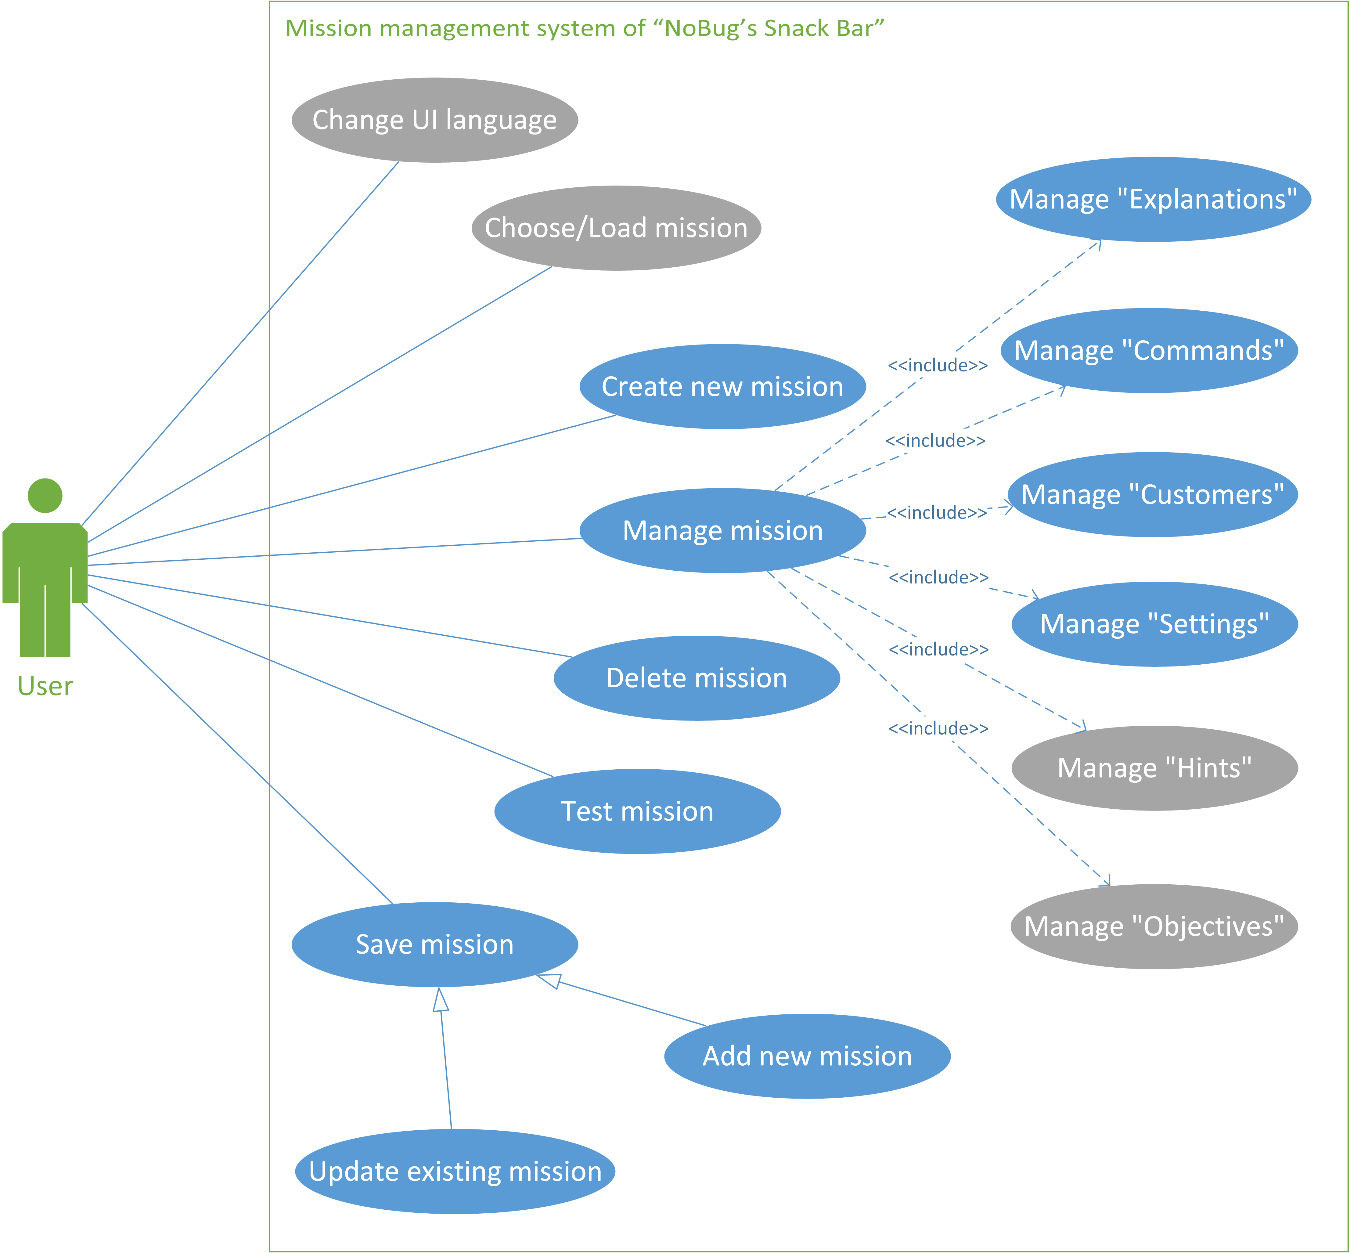 Mission management system of “NoBug’s Snack Bar”
Change UI language
Choose/Load mission
Manage "Explanations"
Manage "Commands"
<<include>>
Create new mission
<<include>>
Manage "Customers"
<<include>>
Manage mission
<<include>>
Manage "Settings"
<<include>>
User
Delete mission
<<include>>
Manage "Hints"
Test mission
Manage "Objectives"
Save mission
Add new mission
Update existing mission